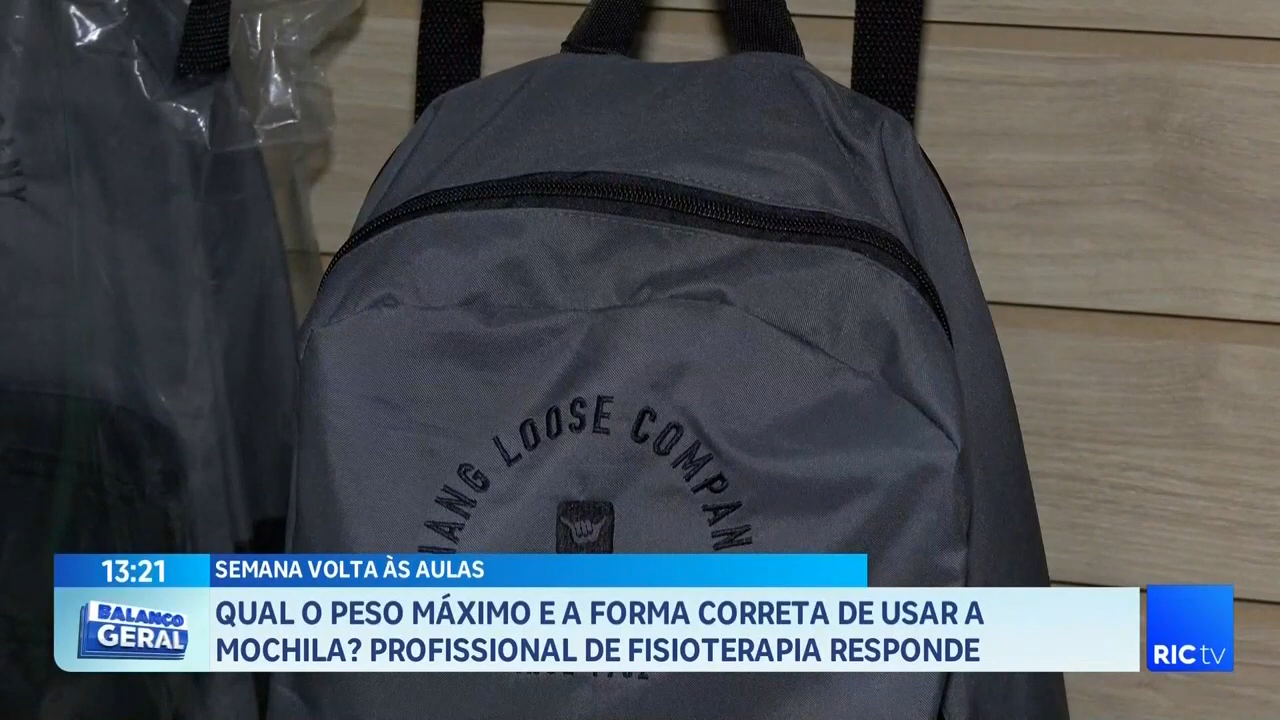 HANG LOOSE COMPAN
13:21
SEMANA VOLTA ÀS AULAS
BALANÇO
GERAL
QUAL O PESO MÁXIMO E A FORMA CORRETA DE USAR A
MOCHILA? PROFISSIONAL DE FISIOTERAPIA RESPONDE
RIC tv